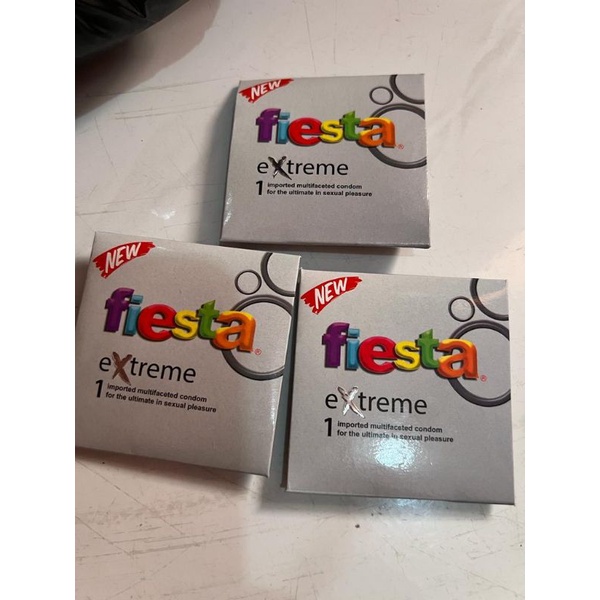 NEW
fiesta®
eXtreme
1 imported multifaceted condom
for the ultimate in sexual pleasure
NEW
fiesta®
eXtreme
1 imported multifaceted condom
for the ultimate in sexual pleasure
NEW
fiesta®
eXtreme
1 imported multifaceted condom
for the ultimate in sexual pleasure